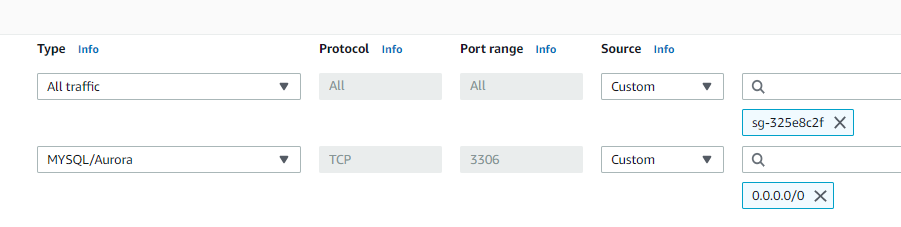 Type Info Protocol Info Port range Info Source Info
All traffic All All Custom
sg-325e8c2f
MYSQL/Aurora TCP 3306 Custom
0.0.0.0/0